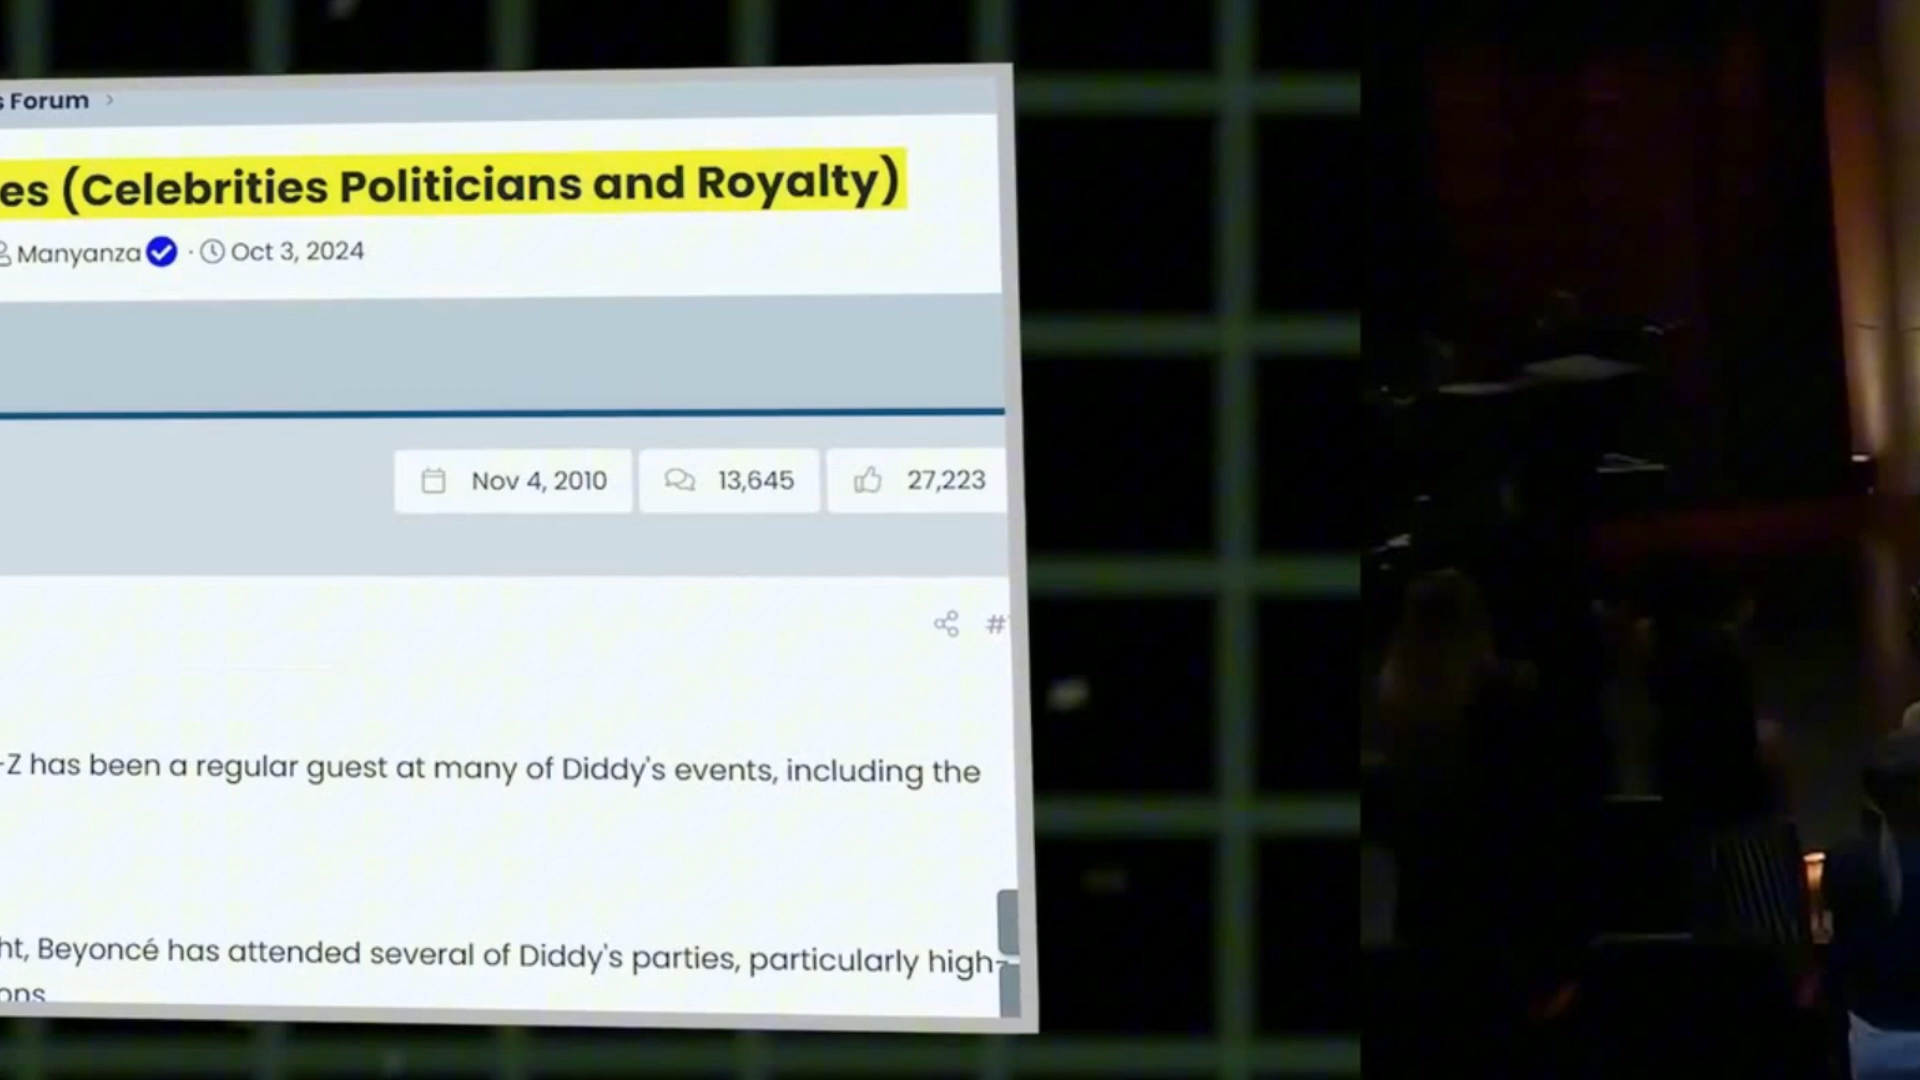 s Forum
es (Celebrities Politicians and Royalty)
Manyanza · Oct 3, 2024
Nov 4, 2010 13,645 27,223
#
-Z has been a regular guest at many of Diddy's events, including the
ht, Beyoncé has attended several of Diddy's parties, particularly high-
ons